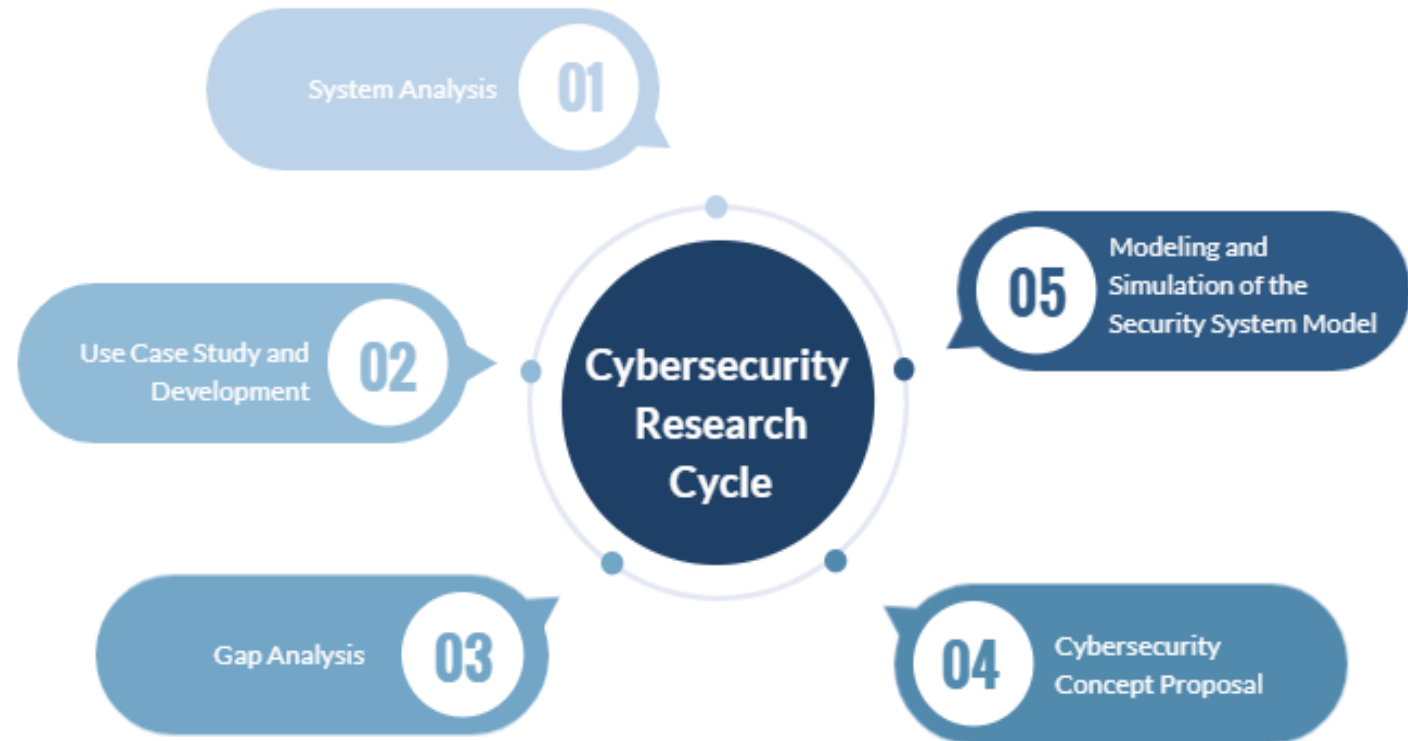 System Analysis
01
Use Case Study and
Development
02
Gap Analysis
03
Cybersecurity
Research
Cycle
04
Cybersecurity
Concept Proposal
05
Modeling and
Simulation of the
Security System Model